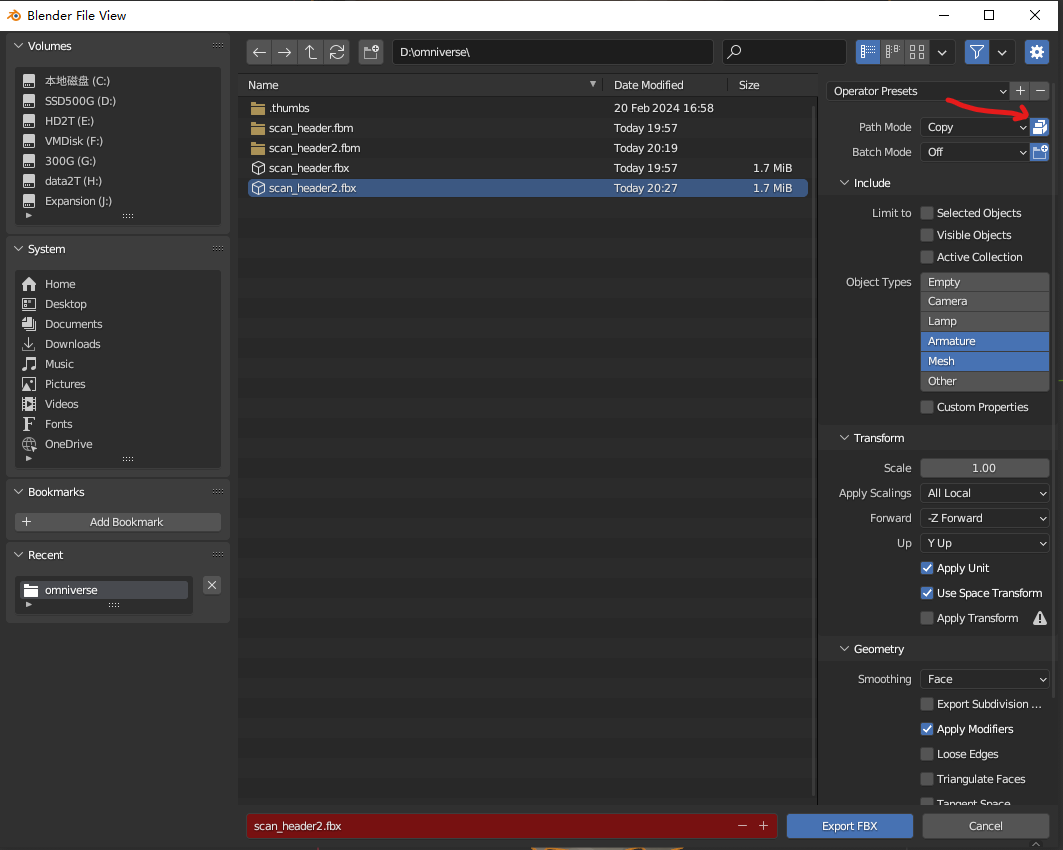 Blender File View
Volumes
本地磁盘 (C:)
SSD500G (D:)
HD2T (E:)
VMDisk (F:)
300G (G:)
data2T (H:)
Expansion (J:)
System
Home
Desktop
Documents
Downloads
Music
Pictures
Videos
Fonts
OneDrive
Bookmarks
Add Bookmark
Recent
omniverse
D:\omniverse\
Name Date Modified Size
.thumbs 20 Feb 2024 16:58
scan_header.fbm Today 19:57
scan_header2.fbm Today 20:19
scan_header.fbx Today 19:57 1.7 MiB
scan_header2.fbx Today 20:27 1.7 MiB
Operator Presets
Path Mode Copy
Batch Mode Off
Include
Limit to Selected Objects
Visible Objects
Active Collection
Object Types Empty
Camera
Lamp
Armature
Mesh
Other
Custom Properties
Transform
Scale 1.00
Apply Scalings All Local
Forward -Z Forward
Up Y Up
Apply Unit
Use Space Transform
Apply Transform
Geometry
Smoothing Face
Export Subdivision ...
Apply Modifiers
Loose Edges
Triangulate Faces
Tangent Space
scan_header2.fbx
Export FBX
Cancel